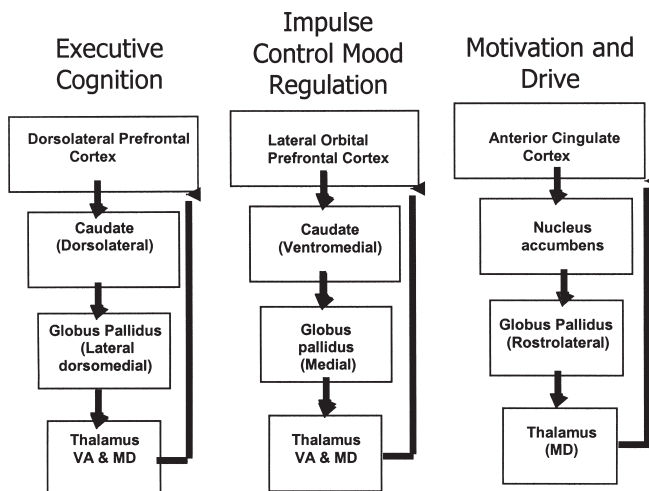 Executive
Cognition
Dorsolateral Prefrontal
Cortex
Caudate
(Dorsolateral)
Globus Pallidus
(Lateral
dorsomedial)
Thalamus
VA & MD
Impulse
Control Mood
Regulation
Lateral Orbital
Prefrontal Cortex
Caudate
(Ventromedial)
Globus
pallidus
(Medial)
Thalamus
VA & MD
Motivation and
Drive
Anterior Cingulate
Cortex
Nucleus
accumbens
Globus Pallidus
(Rostrolateral)
Thalamus
(MD)